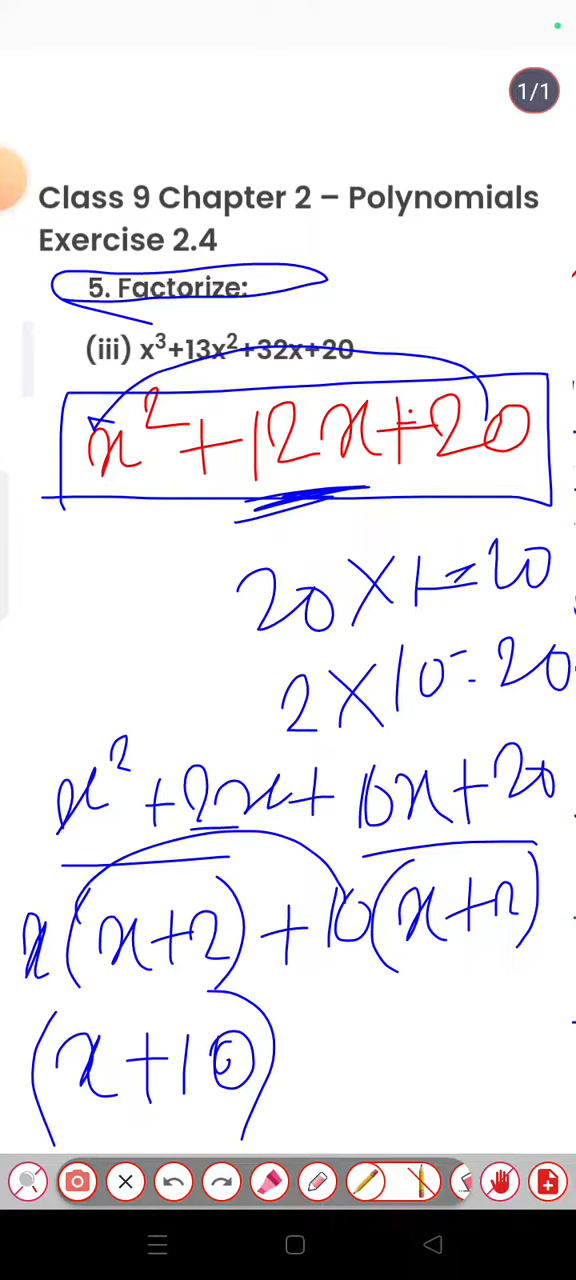 1/1
Class 9 Chapter 2 – Polynomials
Exercise 2.4
5. Factorize:
(iii) x³+13x²+32x+20
x²+12x+20
20×1=20
2×10=20
x²+2x+10x+20
x(x+2)+10(x+2)
(x+10)